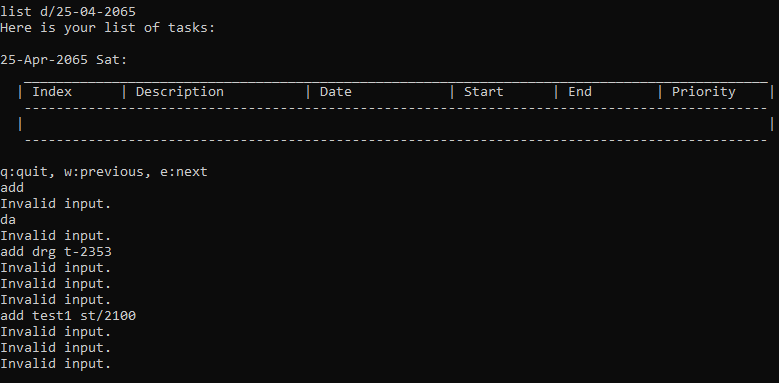 list d/25-04-2065
Here is your list of tasks:
25-Apr-2065 Sat:
| Index | Description | Date | Start | End | Priority |
q:quit, w:previous, e:next
add
Invalid input.
da
Invalid input.
add drg t-2353
Invalid input.
Invalid input.
Invalid input.
add test1 st/2100
Invalid input.
Invalid input.
Invalid input.